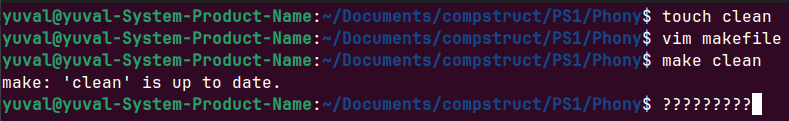 yuval@yuval-System-Product-Name:~/Documents/compstruct/PS1/Phony$ touch clean
yuval@yuval-System-Product-Name:~/Documents/compstruct/PS1/Phony$ vim makefile
yuval@yuval-System-Product-Name:~/Documents/compstruct/PS1/Phony$ make clean
make: 'clean' is up to date.
yuval@yuval-System-Product-Name:~/Documents/compstruct/PS1/Phony$ ?????????